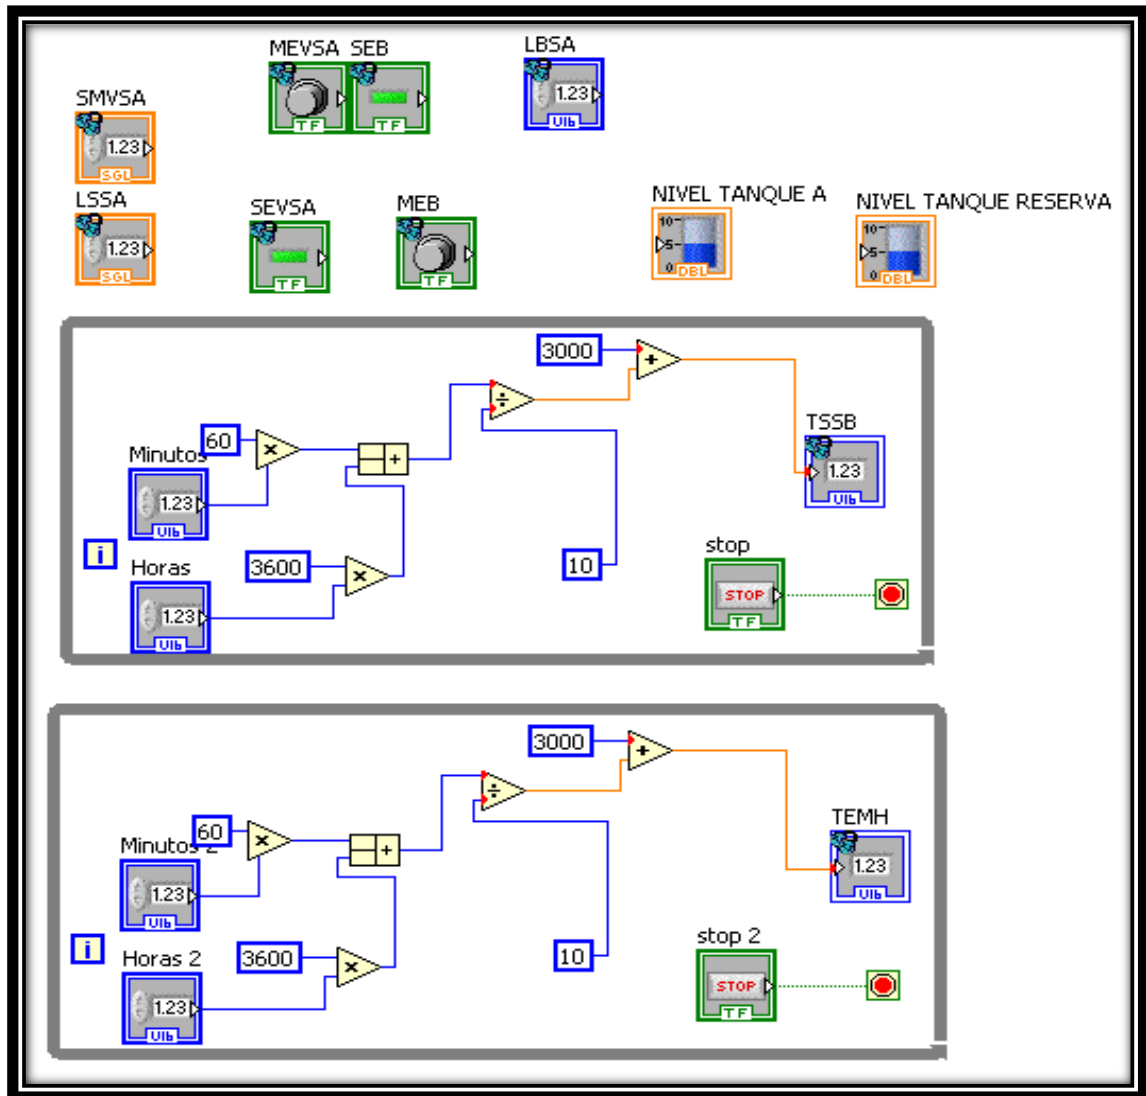 MEVSA SEB
LBSA
1.23
U16
TF
TF
SMVSA
1.23
SGL
LSSA
1.23
SGL
SEVSA
TF
MEB
TF
NIVEL TANQUE A
10
5
0
DBL
NIVEL TANQUE RESERVA
10
5
0
DBL
3000
+
÷
TSSB
1.23
U16
60
x
Minutos
1.23
U16
+
i
Horas
1.23
U16
3600
x
10
stop
STOP
TF
3000
+
÷
TEMH
1.23
U16
60
x
Minutos 2
1.23
U16
+
i
Horas 2
1.23
U16
3600
x
10
stop 2
STOP
TF